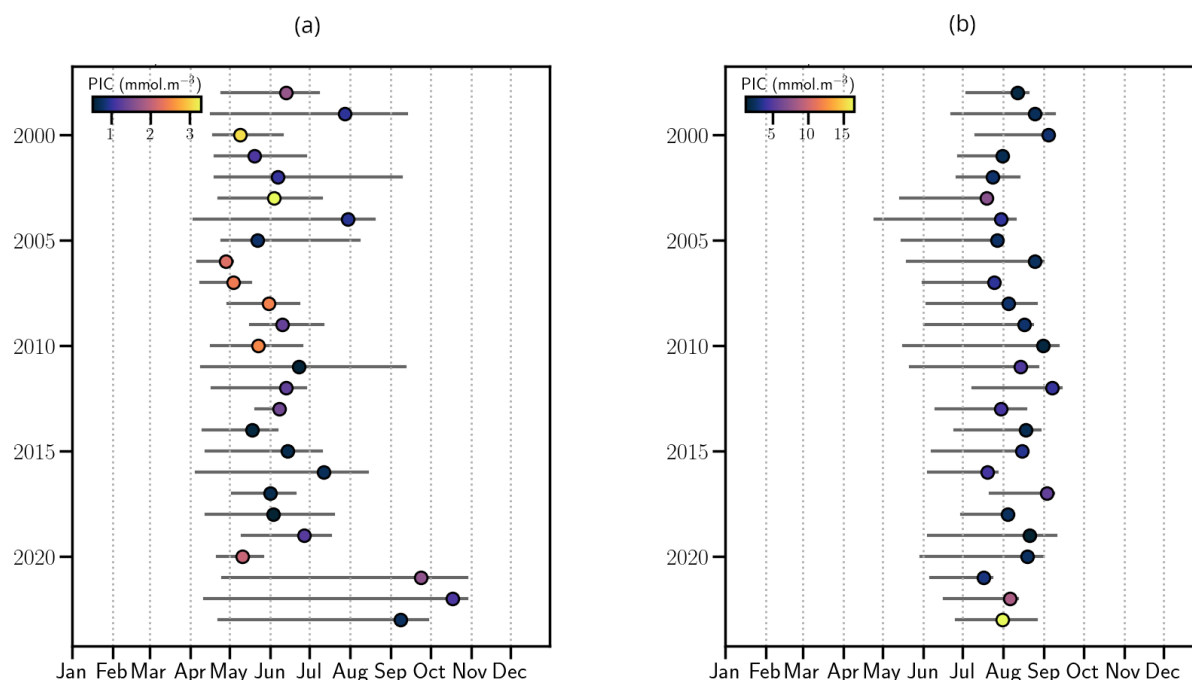 (a)
PIC (mmol.m⁻³)
1 2 3
2000
2005
2010
2015
2020
Jan Feb Mar Apr May Jun Jul Aug Sep Oct Nov Dec
(b)
PIC (mmol.m⁻³)
5 10 15
2000
2005
2010
2015
2020
Jan Feb Mar Apr May Jun Jul Aug Sep Oct Nov Dec